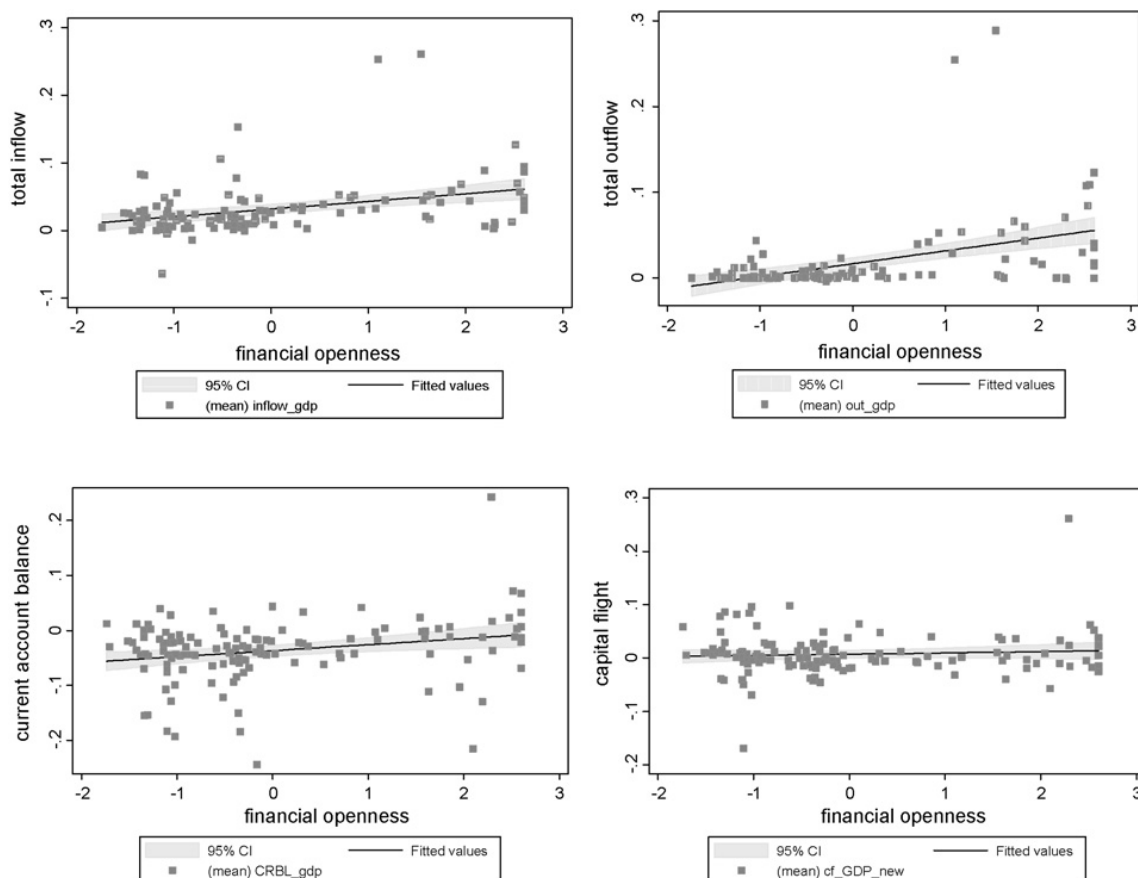 .3
.2
.1
0
-.1
total inflow
-2 -1 0 1 2 3
financial openness
95% CI Fitted values
(mean) inflow_gdp
.3
.2
.1
0
total outflow
-2 -1 0 1 2 3
financial openness
95% CI Fitted values
(mean) out_gdp
.2
.1
0
-.1
-.2
current account balance
-2 -1 0 1 2 3
financial openness
95% CI Fitted values
(mean) CRBL_gdp
.3
.2
.1
0
-.1
-.2
capital flight
-2 -1 0 1 2 3
financial openness
95% CI Fitted values
(mean) cf_GDP_new